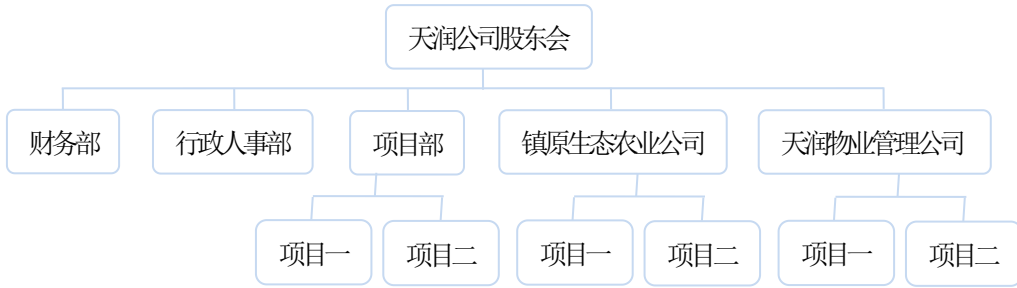 天润公司股东会
财务部
行政人事部
项目部
镇原生态农业公司
天润物业管理公司
项目一
项目二
项目一
项目二
项目一
项目二